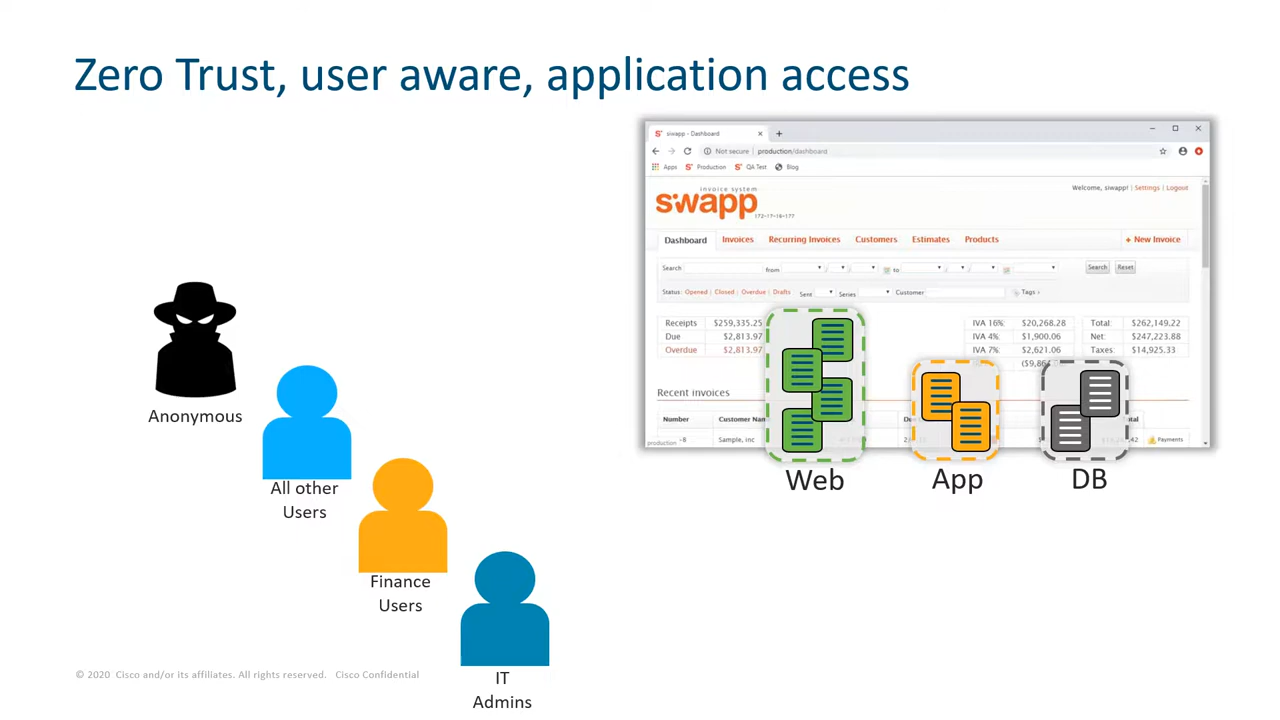 Zero Trust, user aware, application access
siwapp - Dashboard
Not secure production/dashboard
Apps Production QA Test Blog
invoice system
siwapp
172-17-16-177
Welcome, siwapp! Settings Logout
Dashboard Invoices Recurring Invoices Customers Estimates Products + New Invoice
Search from to Search Reset
Status: Opened Closed Overdue Drafts Sent Series Customer Tags
Receipts $259,335.25 IVA 16%: $20,268.28 Total: $262,149.22
Due $2,813.97 IVA 4%: $1,900.06 Net: $247,223.88
Overdue $2,813.97 IVA 7%: $2,621.06 Taxes: $14,925.33
Recent Invoices
Number Customer Nam
production -8 Sample, inc Payments
Web
App
DB
Anonymous
All other
Users
Finance
Users
IT
Admins
© 2020 Cisco and/or its affiliates. All rights reserved. Cisco Confidential